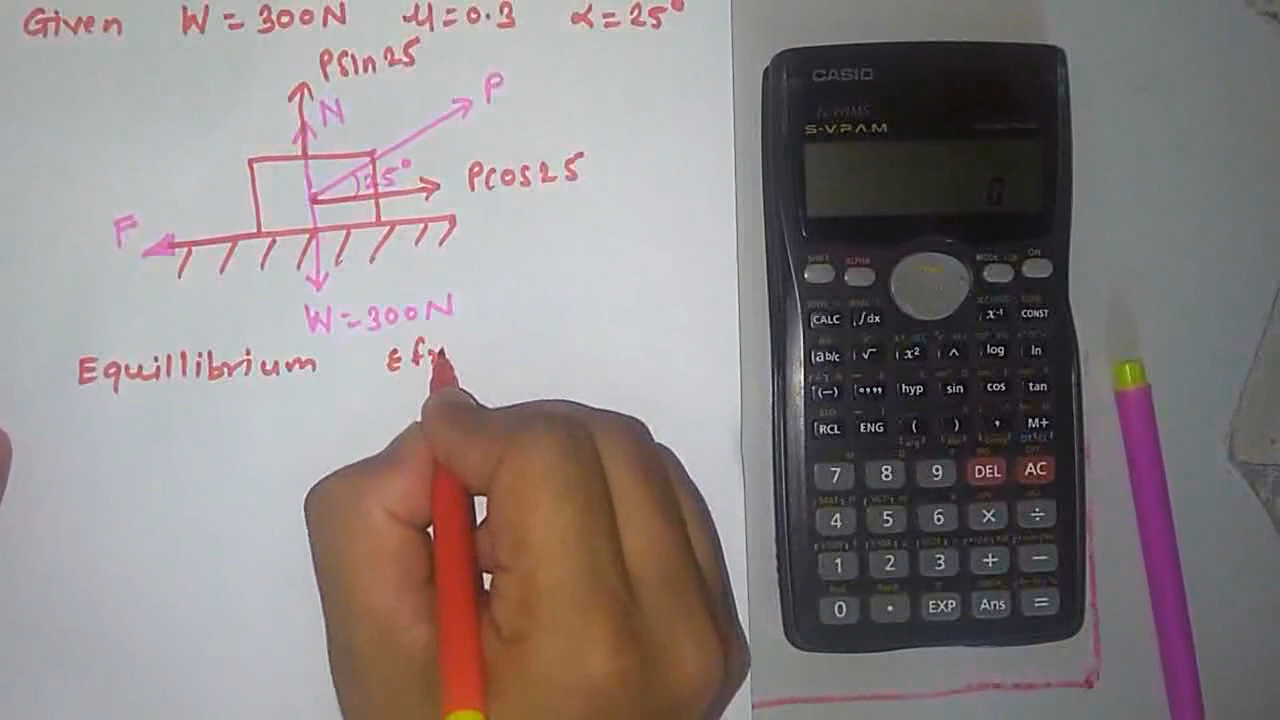 Given W = 300N μ=0.3 α=25°
Psin25
N
P
25°
Pcos25
F
W=300N
Equillibrium Σfx
CASIO
S-V.P.A.M.
SHIFT ALPHA MODE CLR ON
CALC ∫dx x⁻¹ CONST
ab/c √ x² ^ log ln
(−) °,,, hyp sin cos tan
RCL ENG ( ) , M+
7 8 9 DEL AC
4 5 6 × ÷
1 2 3 + −
0 . EXP Ans =